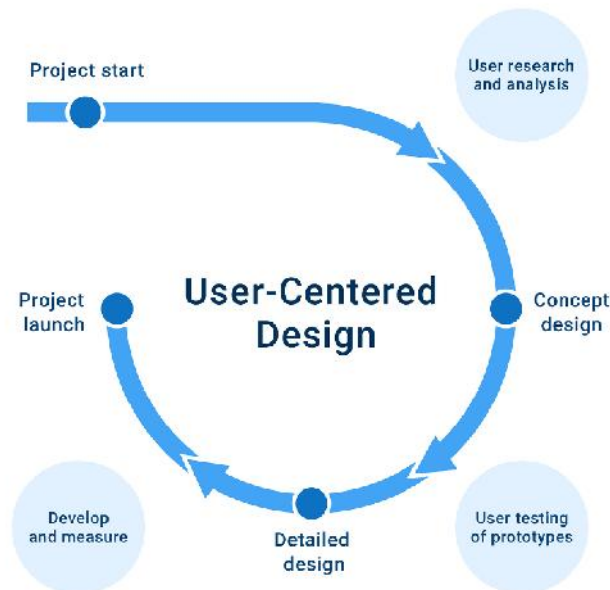 Project start
User research
and analysis
User-Centered
Design
Project
launch
Concept
design
Develop
and measure
Detailed
design
User testing
of prototypes